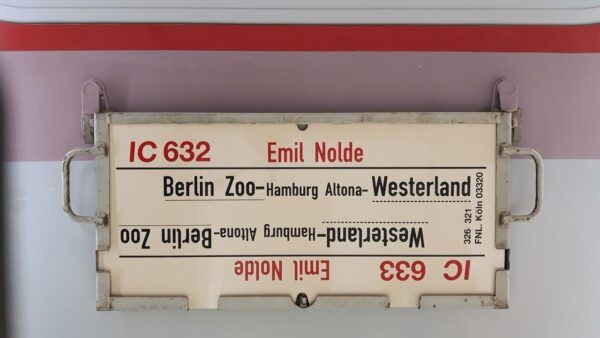 IC 632 Emil Nolde
Berlin Zoo-Hamburg Altona-Westerland
Westerland-Hamburg Altona-Berlin Zoo
IC 633 Emil Nolde
326 321
FNL. Köln 03320